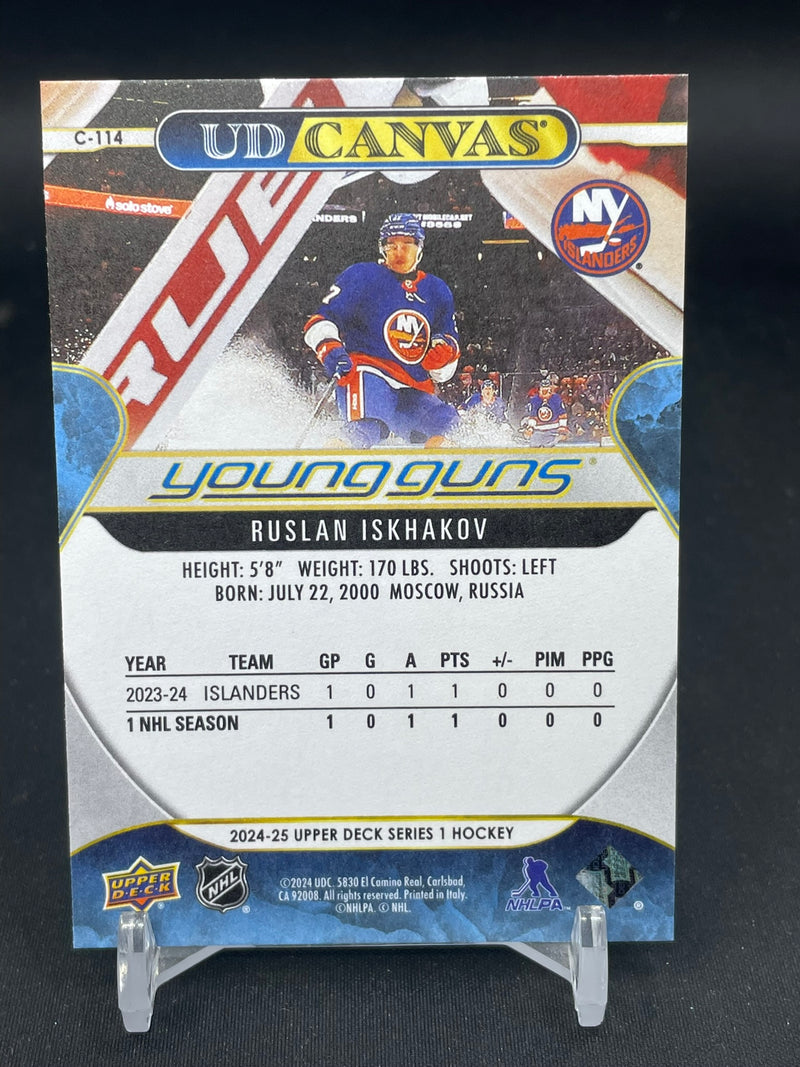 C-114
UD CANVAS®
solo stove
NY
ISLANDERS
TRUE
NY
young guns®
RUSLAN ISKHAKOV
HEIGHT: 5'8" WEIGHT: 170 LBS. SHOOTS: LEFT
BORN: JULY 22, 2000 MOSCOW, RUSSIA
YEAR TEAM GP G A PTS +/- PIM PPG
2023-24 ISLANDERS 1 0 1 1 0 0 0
1 NHL SEASON 1 0 1 1 0 0 0
2024-25 UPPER DECK SERIES 1 HOCKEY
UPPER
D·E·C·K
NHL
©2024 UDC. 5830 El Camino Real, Carlsbad,
CA 92008. All rights reserved. Printed in Italy.
©NHLPA. © NHL.
NHLPA